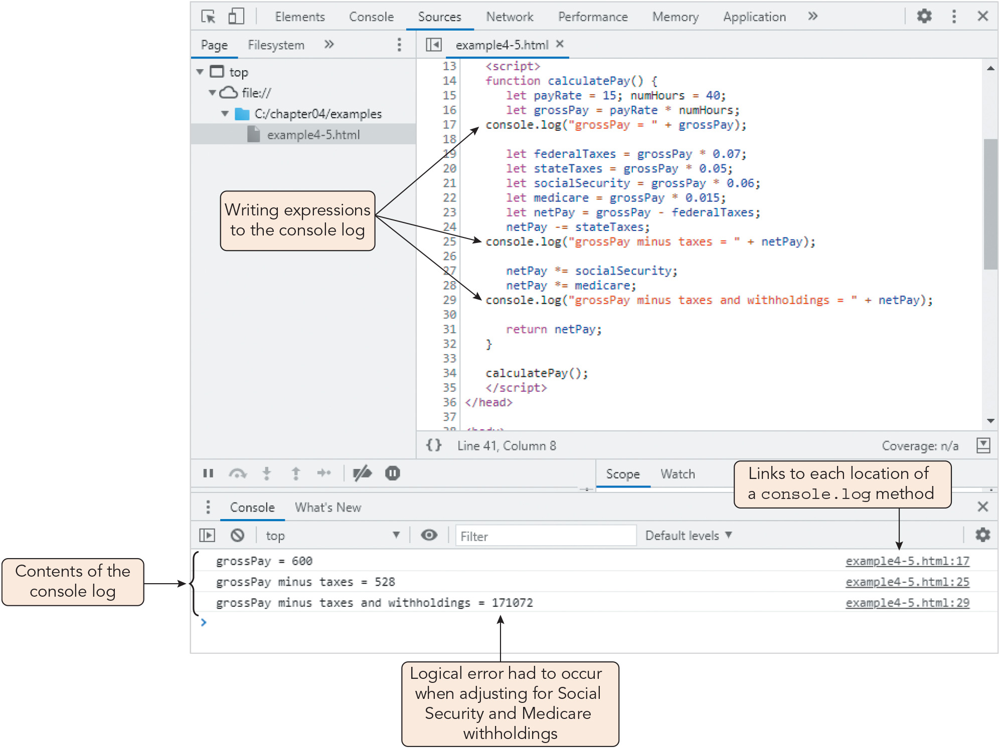 Elements Console Sources Network Performance Memory Application »
Page Filesystem » example4-5.html ×
top
file://
C:/chapter04/examples
example4-5.html
13 <script>
14 function calculatePay() {
15 let payRate = 15; numHours = 40;
16 let grossPay = payRate * numHours;
17 console.log("grossPay = " + grossPay);
18
19 let federalTaxes = grossPay * 0.07;
20 let stateTaxes = grossPay * 0.05;
21 let socialSecurity = grossPay * 0.06;
22 let medicare = grossPay * 0.015;
23 let netPay = grossPay - federalTaxes;
24 netPay -= stateTaxes;
25 console.log("grossPay minus taxes = " + netPay);
26
27 netPay *= socialSecurity;
28 netPay *= medicare;
29 console.log("grossPay minus taxes and withholdings = " + netPay);
30
31 return netPay;
32 }
33
34 calculatePay();
35 </script>
36 </head>
37
38 <body>
Writing expressions
to the console log
{} Line 41, Column 8 Coverage: n/a
Scope Watch
Links to each location of
a console.log method
Console What's New
top Filter Default levels
grossPay = 600 example4-5.html:17
grossPay minus taxes = 528 example4-5.html:25
grossPay minus taxes and withholdings = 171072 example4-5.html:29
>
Contents of the
console log
Logical error had to occur
when adjusting for Social
Security and Medicare
withholdings